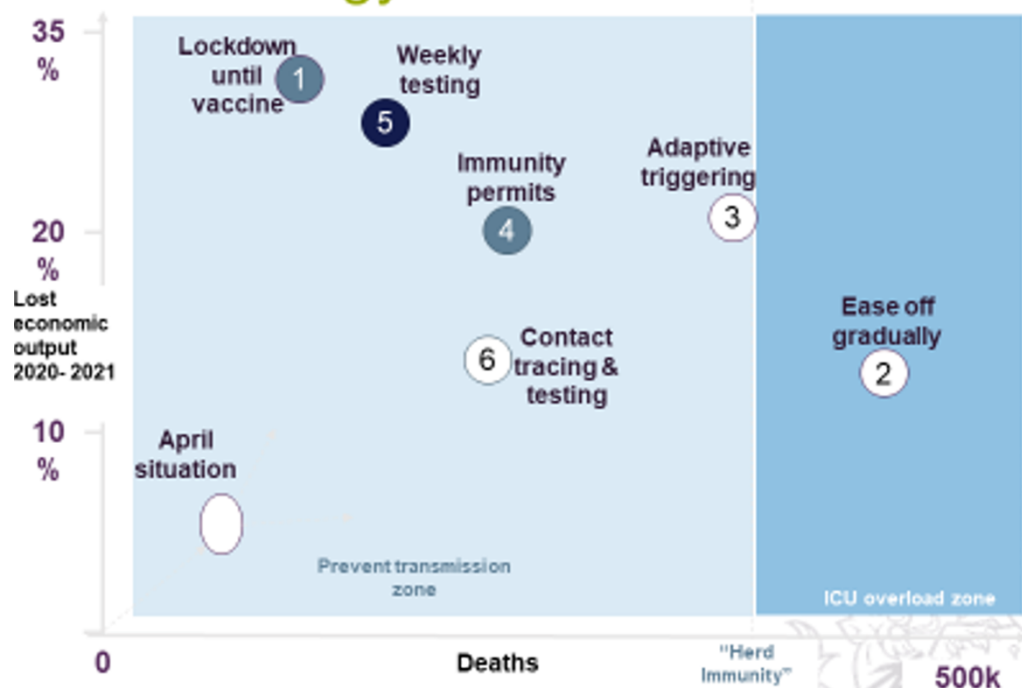 35
%
Lockdown
until
vaccine
1
Weekly
testing
5
Immunity
permits
4
Adaptive
triggering
3
20
%
Lost
economic
output
2020- 2021
Ease off
gradually
2
6
Contact
tracing &
testing
10
%
April
situation
Prevent transmission
zone
ICU overload zone
0
Deaths
"Herd
Immunity"
500k